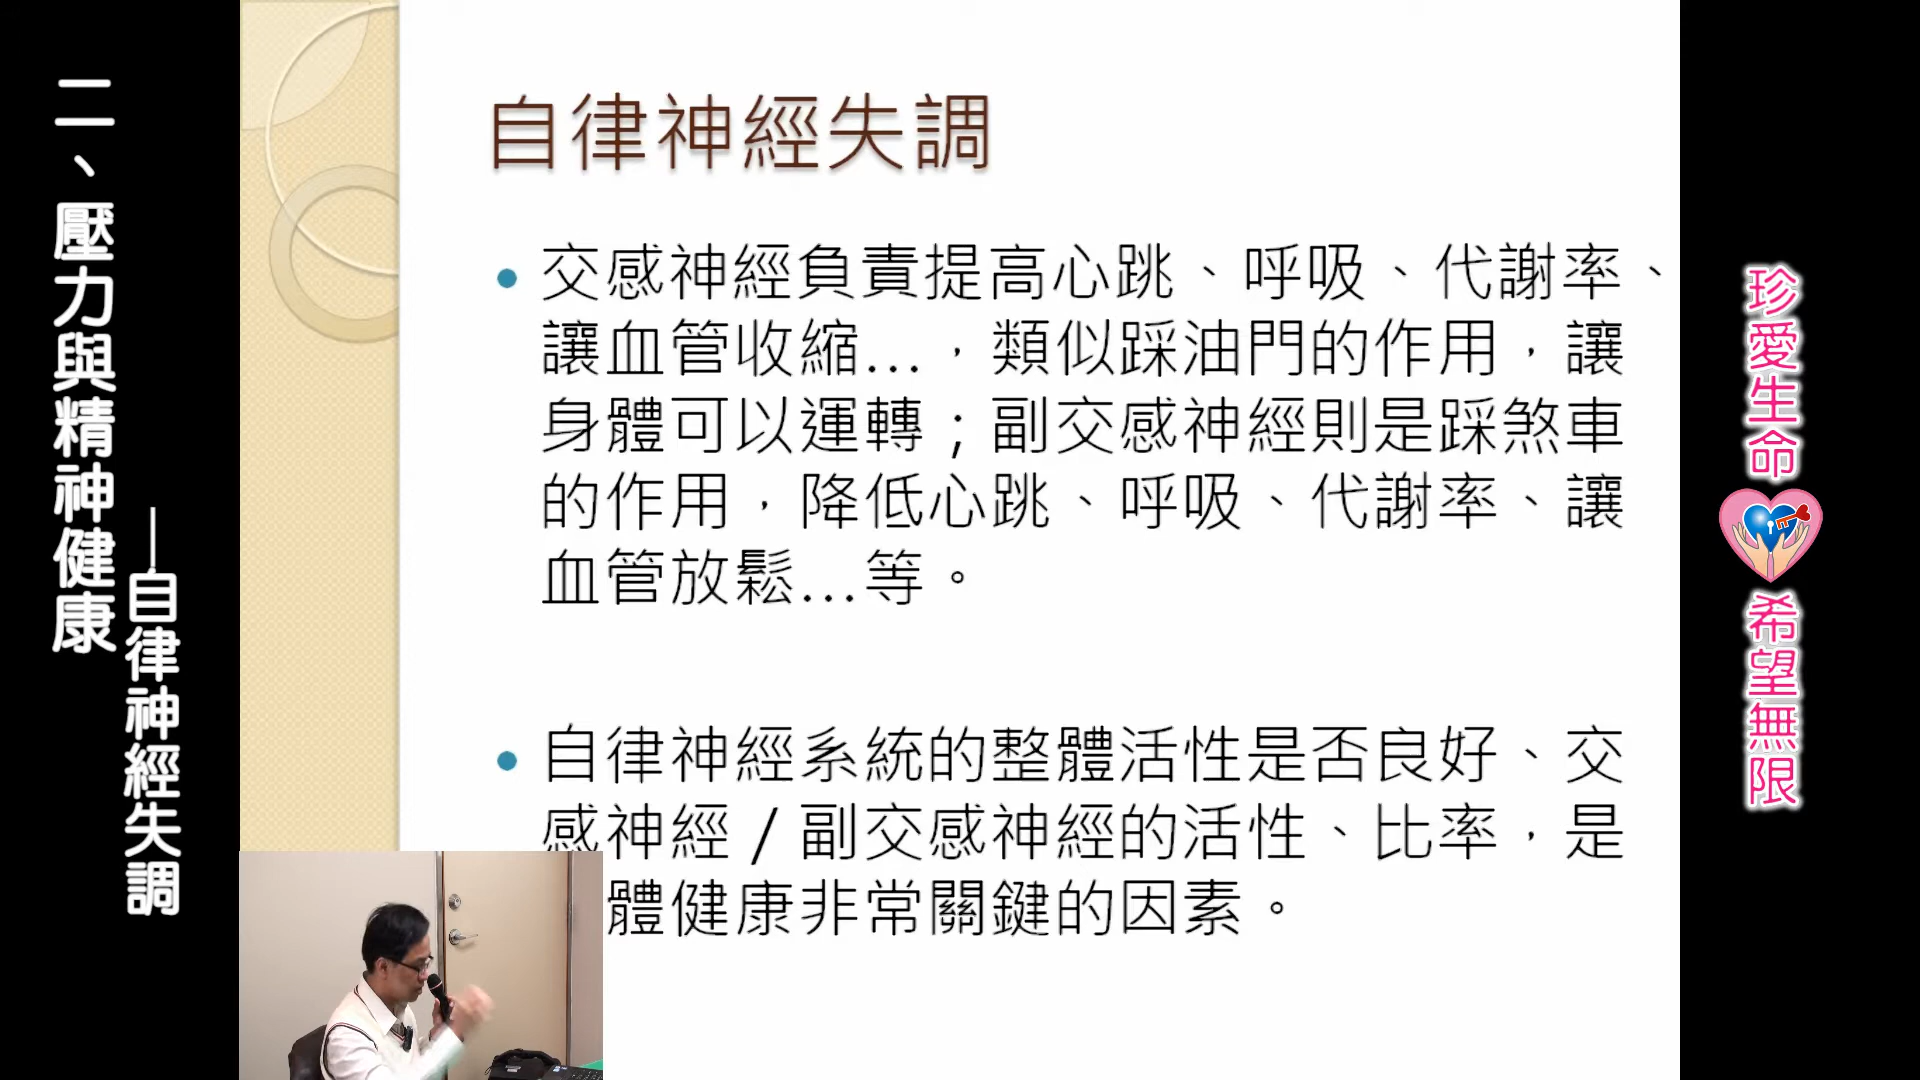 二、壓力與精神健康
—自律神經失調
自律神經失調
• 交感神經負責提高心跳、呼吸、代謝率、
讓血管收縮…，類似踩油門的作用，讓
身體可以運轉；副交感神經則是踩煞車
的作用，降低心跳、呼吸、代謝率、讓
血管放鬆…等。
• 自律神經系統的整體活性是否良好、交
感神經/副交感神經的活性、比率，是
體健康非常關鍵的因素。
珍愛生命
希望無限